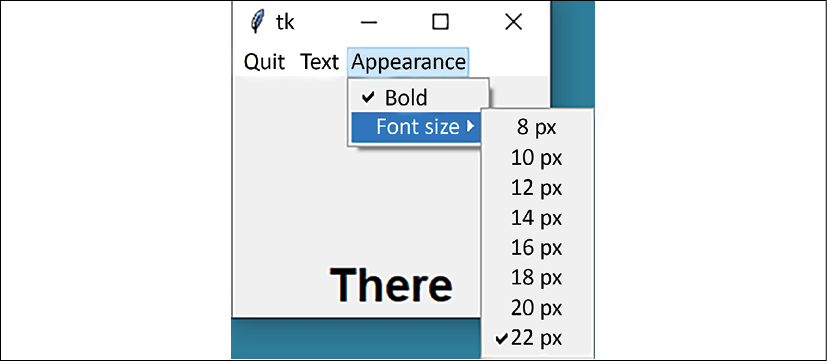 tk
Quit Text Appearance
Bold
Font size
8 px
10 px
12 px
14 px
16 px
18 px
20 px
22 px
There